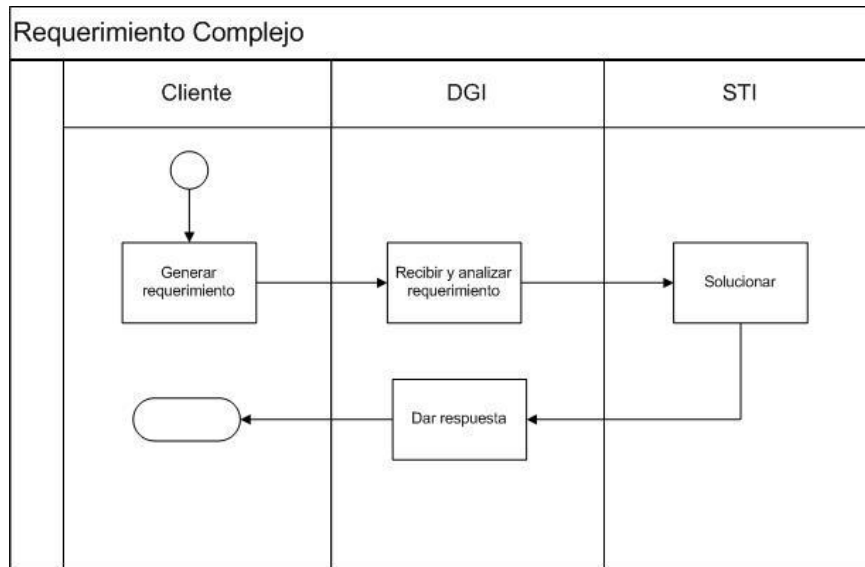 Requerimiento Complejo
Cliente
DGI
STI
Generar
requerimiento
Recibir y analizar
requerimiento
Solucionar
Dar respuesta